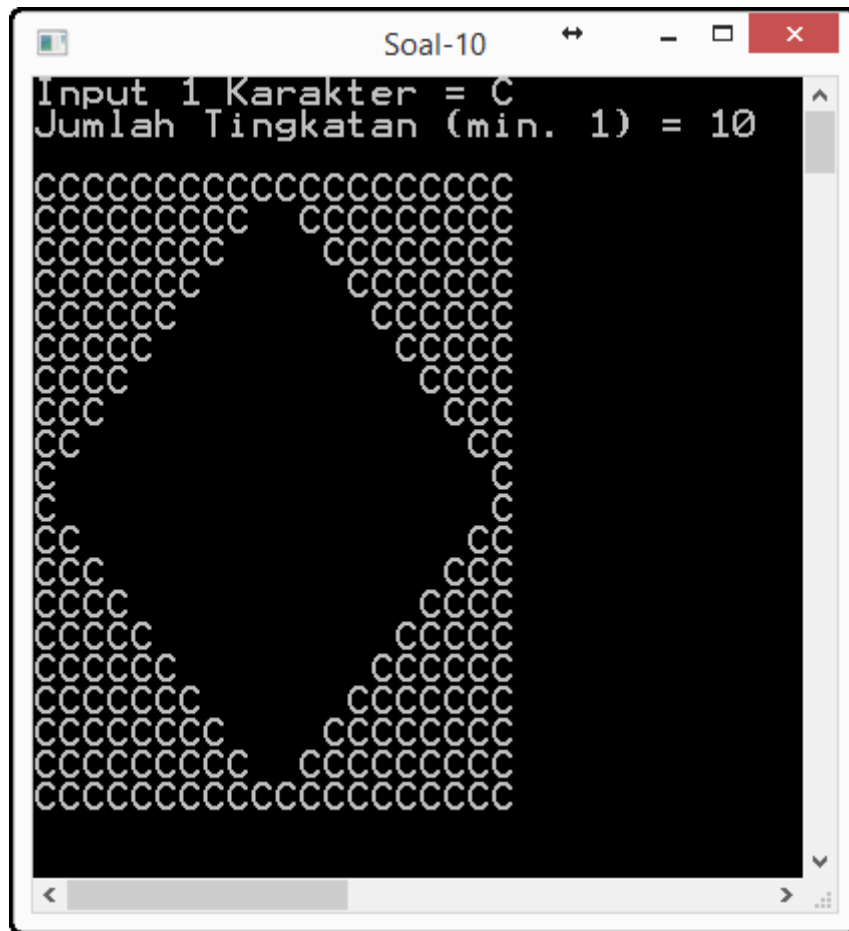 Soal-10
Input 1 Karakter = C
Jumlah Tingkatan (min. 1) = 10
CCCCCCCCCCCCCCCCCCCC
CCCCCCCCC  CCCCCCCCC
CCCCCCCC    CCCCCCCC
CCCCCCC      CCCCCCC
CCCCCC        CCCCCC
CCCCC          CCCCC
CCCC            CCCC
CCC              CCC
CC                CC
C                  C
C                  C
CC                CC
CCC              CCC
CCCC            CCCC
CCCCC          CCCCC
CCCCCC        CCCCCC
CCCCCCC      CCCCCCC
CCCCCCCC    CCCCCCCC
CCCCCCCCC  CCCCCCCCC
CCCCCCCCCCCCCCCCCCCC